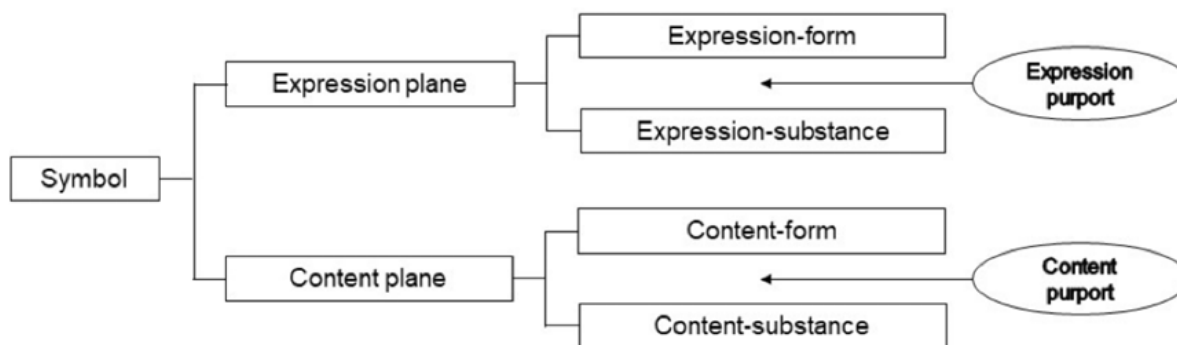 Expression-form
Expression plane
Expression
purport
Expression-substance
Symbol
Content-form
Content plane
Content
purport
Content-substance